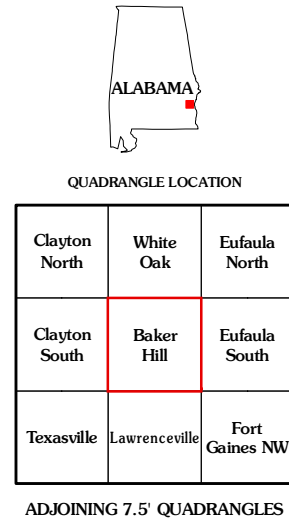 ALABAMA
QUADRANGLE LOCATION
Clayton
North
White
Oak
Eufaula
North
Clayton
South
Baker
Hill
Eufaula
South
Texasville
Lawrenceville
Fort
Gaines NW
ADJOINING 7.5' QUADRANGLES